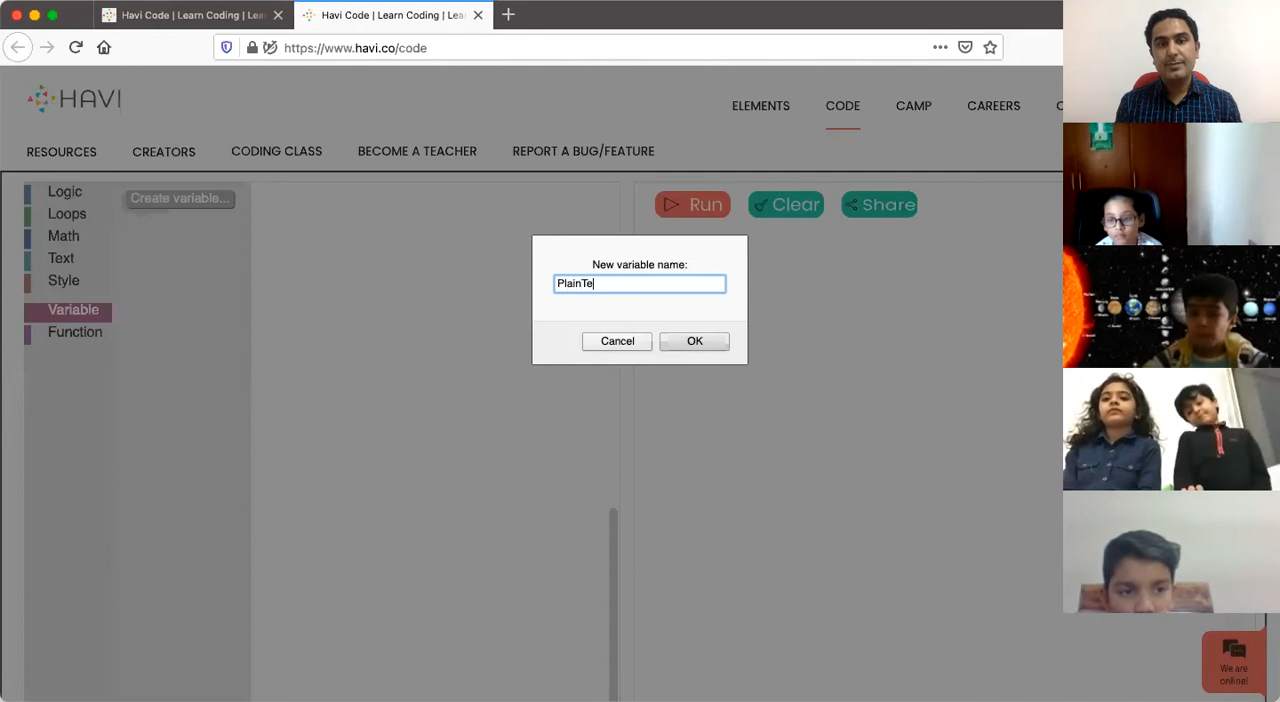 Havi Code | Learn Coding | Lea
Havi Code | Learn Coding | Lea
https://www.havi.co/code
HAVI
ELEMENTS
CODE
CAMP
CAREERS
RESOURCES
CREATORS
CODING CLASS
BECOME A TEACHER
REPORT A BUG/FEATURE
Logic
Loops
Math
Text
Style
Variable
Function
Create variable...
Run
Clear
Share
New variable name:
PlainTe
Cancel
OK
We are
online!